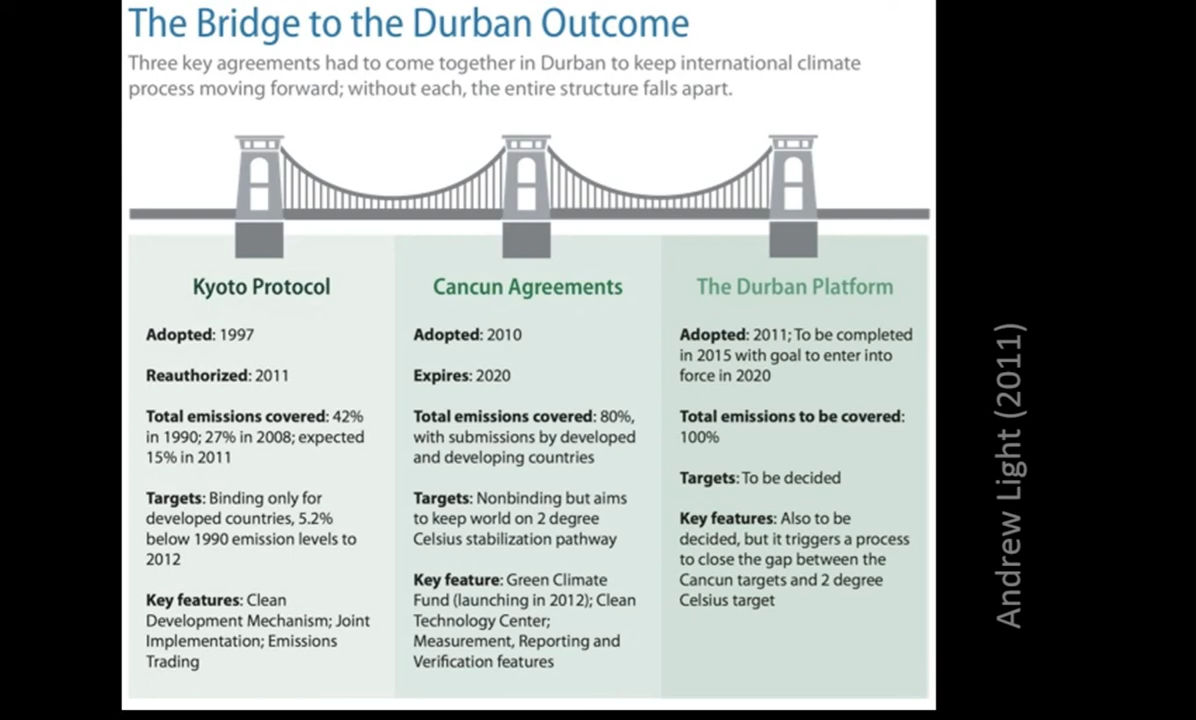 The Bridge to the Durban Outcome
Three key agreements had to come together in Durban to keep international climate
process moving forward; without each, the entire structure falls apart.
Kyoto Protocol
Adopted: 1997
Reauthorized: 2011
Total emissions covered: 42%
in 1990; 27% in 2008; expected
15% in 2011
Targets: Binding only for
developed countries, 5.2%
below 1990 emission levels to
2012
Key features: Clean
Development Mechanism; Joint
Implementation; Emissions
Trading
Cancun Agreements
Adopted: 2010
Expires: 2020
Total emissions covered: 80%,
with submissions by developed
and developing countries
Targets: Nonbinding but aims
to keep world on 2 degree
Celsius stabilization pathway
Key feature: Green Climate
Fund (launching in 2012); Clean
Technology Center;
Measurement, Reporting and
Verification features
The Durban Platform
Adopted: 2011; To be completed
in 2015 with goal to enter into
force in 2020
Total emissions to be covered:
100%
Targets: To be decided
Key features: Also to be
decided, but it triggers a process
to close the gap between the
Cancun targets and 2 degree
Celsius target
Andrew Light (2011)